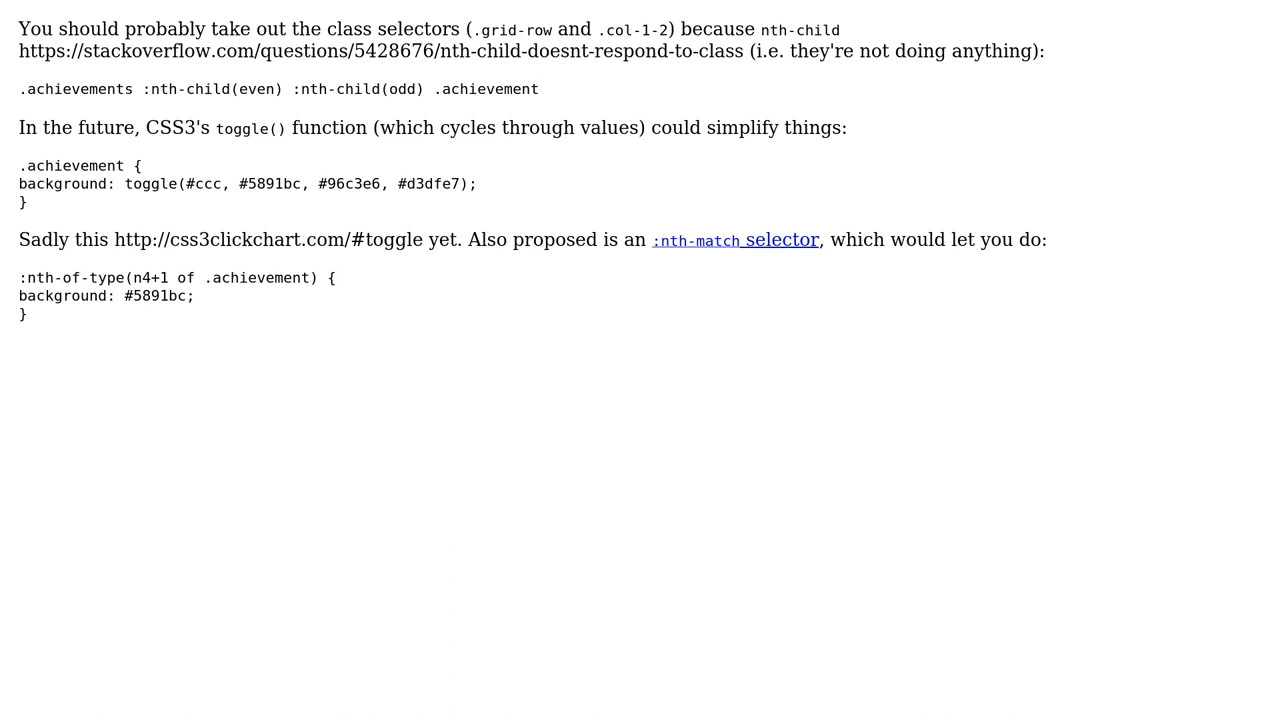 You should probably take out the class selectors (.grid-row and .col-1-2) because nth-child
https://stackoverflow.com/questions/5428676/nth-child-doesnt-respond-to-class (i.e. they're not doing anything):
.achievements :nth-child(even) :nth-child(odd) .achievement
In the future, CSS3's toggle() function (which cycles through values) could simplify things:
.achievement {
background: toggle(#ccc, #5891bc, #96c3e6, #d3dfe7);
}
Sadly this http://css3clickchart.com/#toggle yet. Also proposed is an :nth-match selector, which would let you do:
:nth-of-type(n4+1 of .achievement) {
background: #5891bc;
}